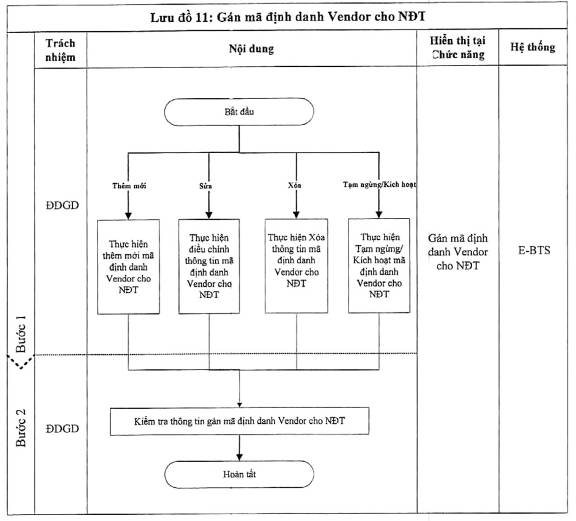 Lưu đồ 11: Gán mã định danh Vendor cho NĐT
Trách
nhiệm
Nội dung
Hiển thị tại
Chức năng
Hệ thống
Bước 1
ĐDGD
Bắt đầu
Thêm mới
Sửa
Xóa
Tạm ngừng/Kích hoạt
Thực hiện
thêm mới mã
định danh
Vendor cho
NĐT
Thực hiện
điều chỉnh
thông tin mã
định danh
Vendor cho
NĐT
Thực hiện Xóa
thông tin mã
định danh
Vendor cho
NĐT
Thực hiện
Tạm ngừng/
Kích hoạt mã
định danh
Vendor cho
NĐT
Gán mã định
danh Vendor
cho NĐT
E-BTS
Bước 2
ĐDGD
Kiểm tra thông tin gán mã định danh Vendor cho NĐT
Hoàn tất